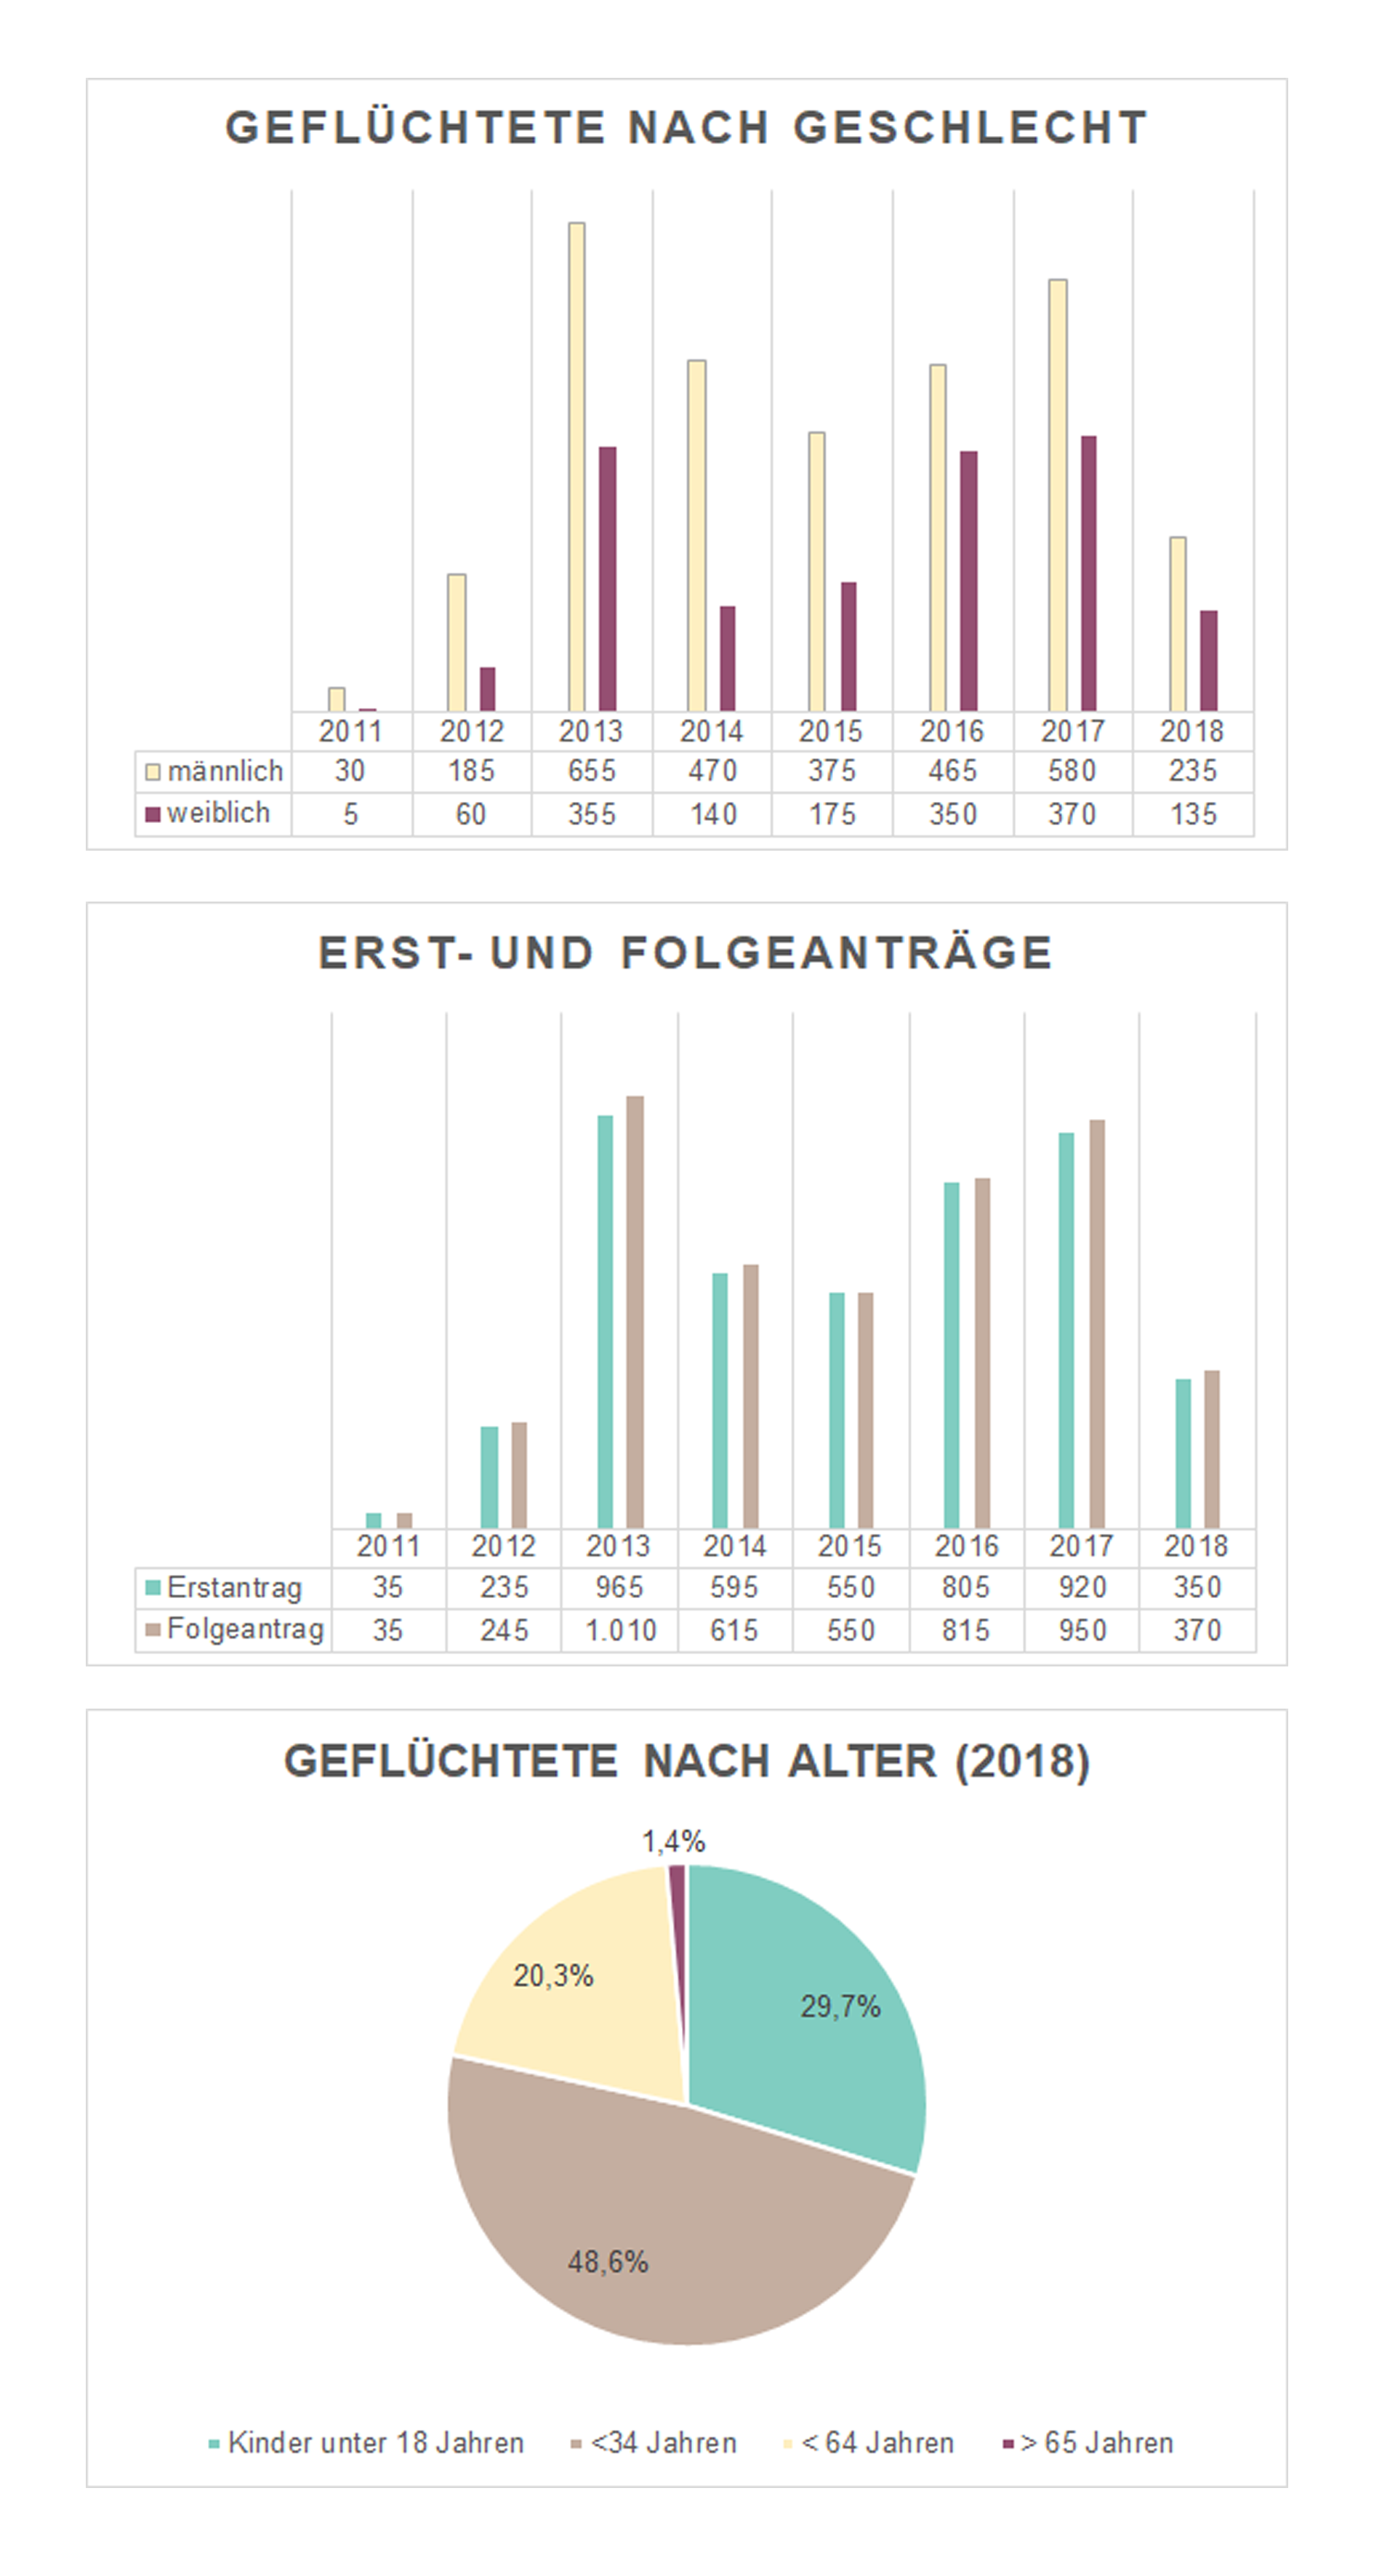 GEFLÜCHTETE NACH GESCHLECHT
2011 2012 2013 2014 2015 2016 2017 2018
männlich 30 185 655 470 375 465 580 235
weiblich 5 60 355 140 175 350 370 135
ERST- UND FOLGEANTRÄGE
2011 2012 2013 2014 2015 2016 2017 2018
Erstantrag 35 235 965 595 550 805 920 350
Folgeantrag 35 245 1.010 615 550 815 950 370
GEFLÜCHTETE NACH ALTER (2018)
1,4%
20,3%
29,7%
48,6%
Kinder unter 18 Jahren <34 Jahren < 64 Jahren > 65 Jahren